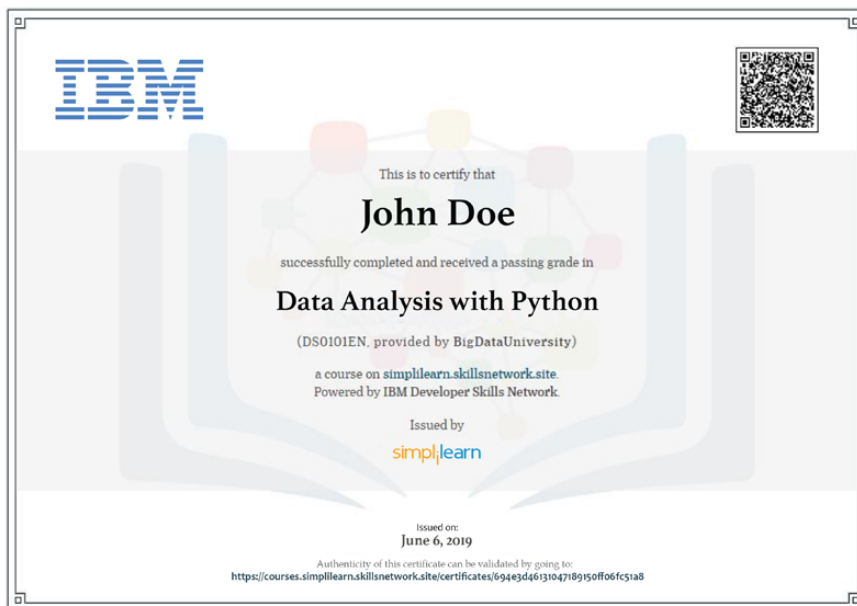 IBM
This is to certify that
John Doe
successfully completed and received a passing grade in
Data Analysis with Python
(DS0101EN, provided by BigDataUniversity)
a course on simplilearn.skillsnetwork.site.
Powered by IBM Developer Skills Network.
Issued by
simplilearn
Issued on:
June 6, 2019
Authenticity of this certificate can be validated by going to:
https://courses.simplilearn.skillsnetwork.site/certificates/694e3d46131047189150ff06fc51a8